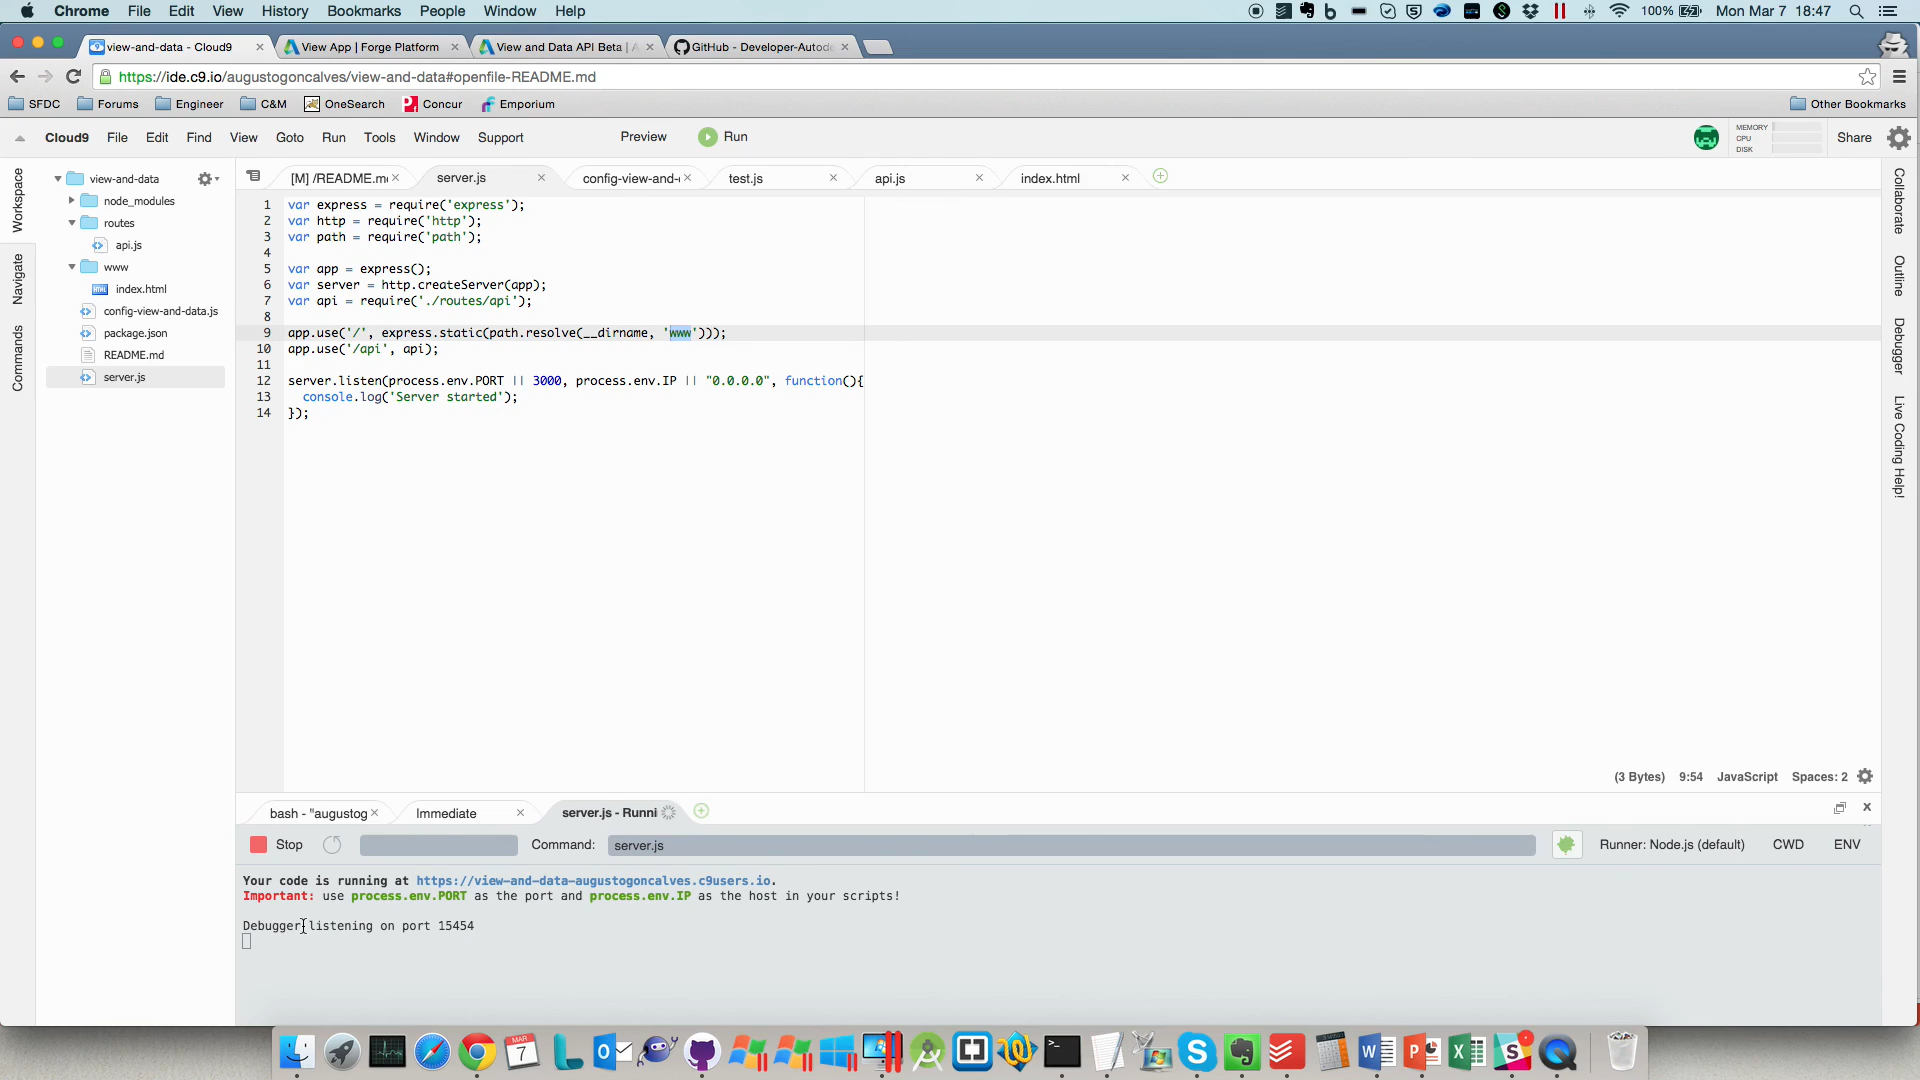 Chrome File Edit View History Bookmarks People Window Help 100% Mon Mar 7 18:47
view-and-data - Cloud9 View App | Forge Platform View and Data API Beta | A GitHub - Developer-Autode
https://ide.c9.io/augustogoncalves/view-and-data#openfile-README.md
SFDC Forums Engineer C&M OneSearch Concur Emporium Other Bookmarks
Cloud9 File Edit Find View Goto Run Tools Window Support Preview Run MEMORY CPU DISK Share
Workspace
Navigate
Commands
view-and-data
node_modules
routes
api.js
www
index.html
config-view-and-data.js
package.json
README.md
server.js
[M] /README.m server.js config-view-and- test.js api.js index.html
1 var express = require('express');
2 var http = require('http');
3 var path = require('path');
4
5 var app = express();
6 var server = http.createServer(app);
7 var api = require('./routes/api');
8
9 app.use('/', express.static(path.resolve(__dirname, 'www')));
10 app.use('/api', api);
11
12 server.listen(process.env.PORT || 3000, process.env.IP || "0.0.0.0", function(){
13 console.log('Server started');
14 });
Collaborate
Outline
Debugger
Live Coding Help!
(3 Bytes) 9:54 JavaScript Spaces: 2
bash - "augustog Immediate server.js - Runni
Stop Command: server.js Runner: Node.js (default) CWD ENV
Your code is running at https://view-and-data-augustogoncalves.c9users.io.
Important: use process.env.PORT as the port and process.env.IP as the host in your scripts!
Debugger listening on port 15454